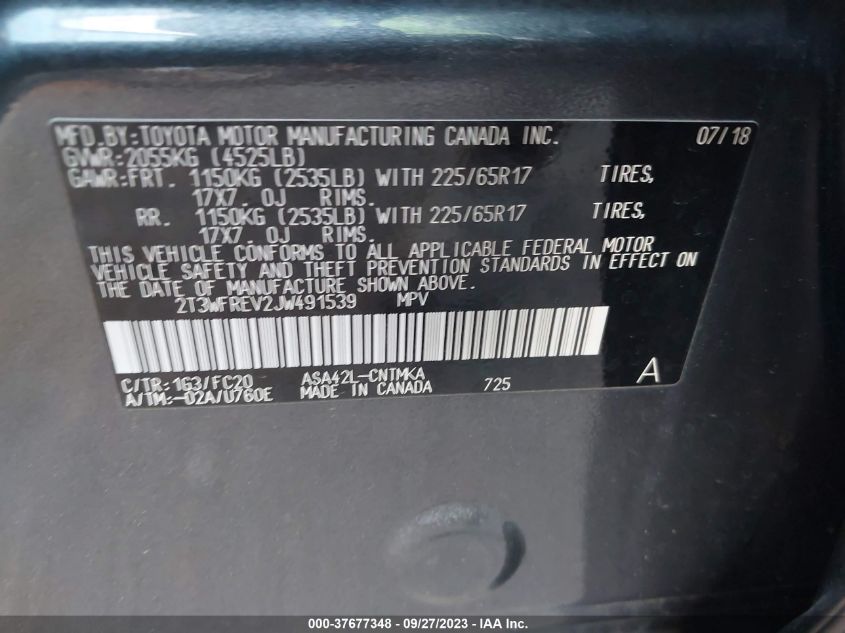 MFD.BY:TOYOTA MOTOR MANUFACTURING CANADA INC. 07/18
GVWR:2055KG (4525LB)
GAWR:FRT. 1150KG (2535LB) WITH 225/65R17 TIRES,
17X7.0J RIMS.
RR. 1150KG (2535LB) WITH 225/65R17 TIRES,
17X7.0J RIMS.
THIS VEHICLE CONFORMS TO ALL APPLICABLE FEDERAL MOTOR
VEHICLE SAFETY AND THEFT PREVENTION STANDARDS IN EFFECT ON
THE DATE OF MANUFACTURE SHOWN ABOVE.
2T3WFREV2JW491539 MPV
C/TR:1G3/FC20 ASA42L-CNTMKA
A/TM:-02A/U760E MADE IN CANADA 725 A
000-37677348 - 09/27/2023 - IAA Inc.